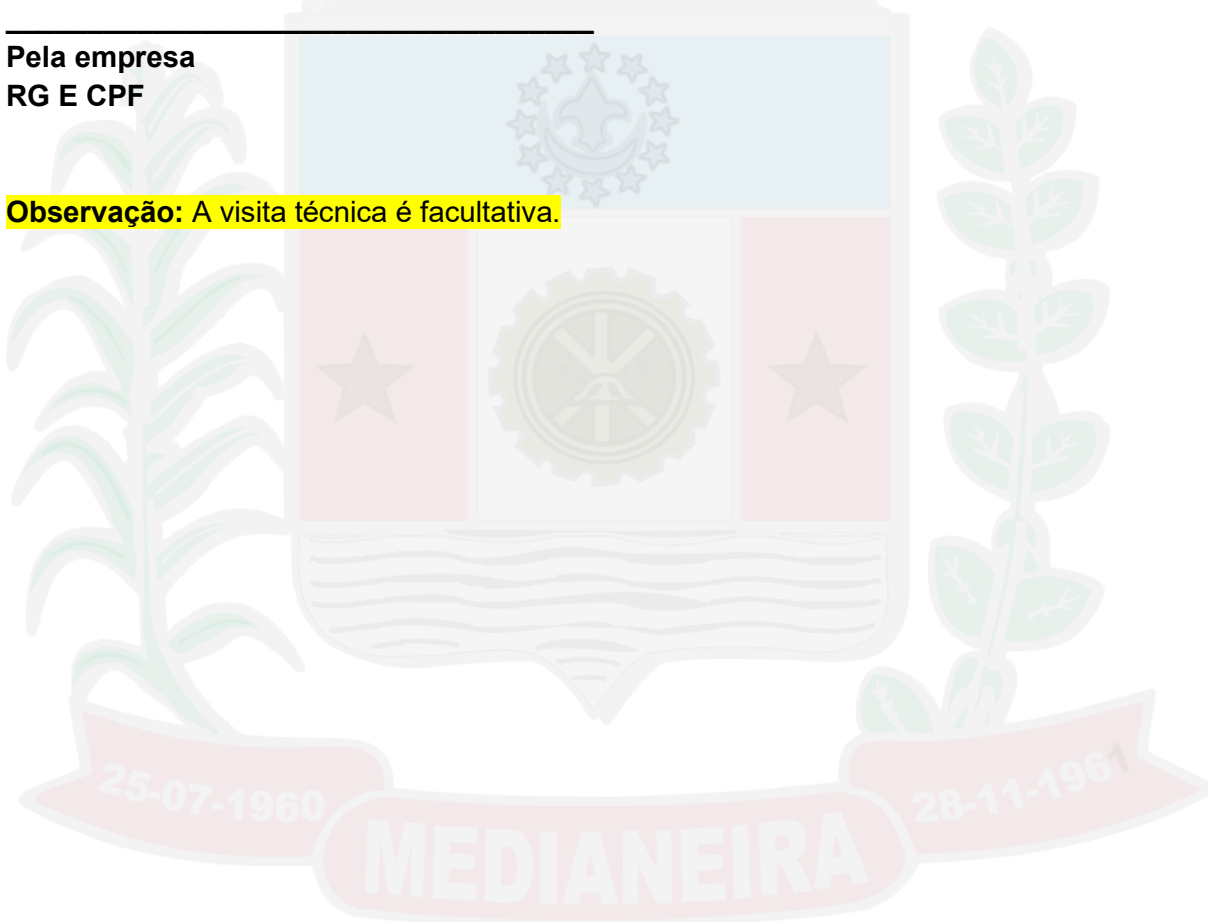 Pela empresa
RG E CPF
Observação: A visita técnica é facultativa.
25-07-1960
28-11-1961
MEDIANEIRA